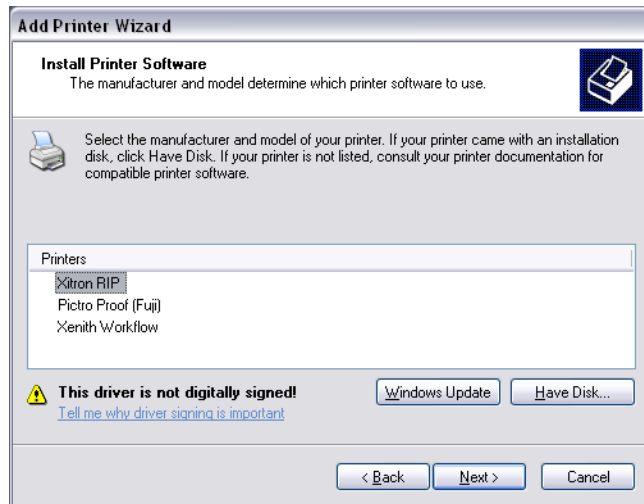 Add Printer Wizard
Install Printer Software
The manufacturer and model determine which printer software to use.
Select the manufacturer and model of your printer. If your printer came with an installation
disk, click Have Disk. If your printer is not listed, consult your printer documentation for
compatible printer software.
Printers
Xitron RIP
Pictro Proof (Fuji)
Xenith Workflow
This driver is not digitally signed!
Tell me why driver signing is important
Windows Update
Have Disk...
< Back
Next >
Cancel